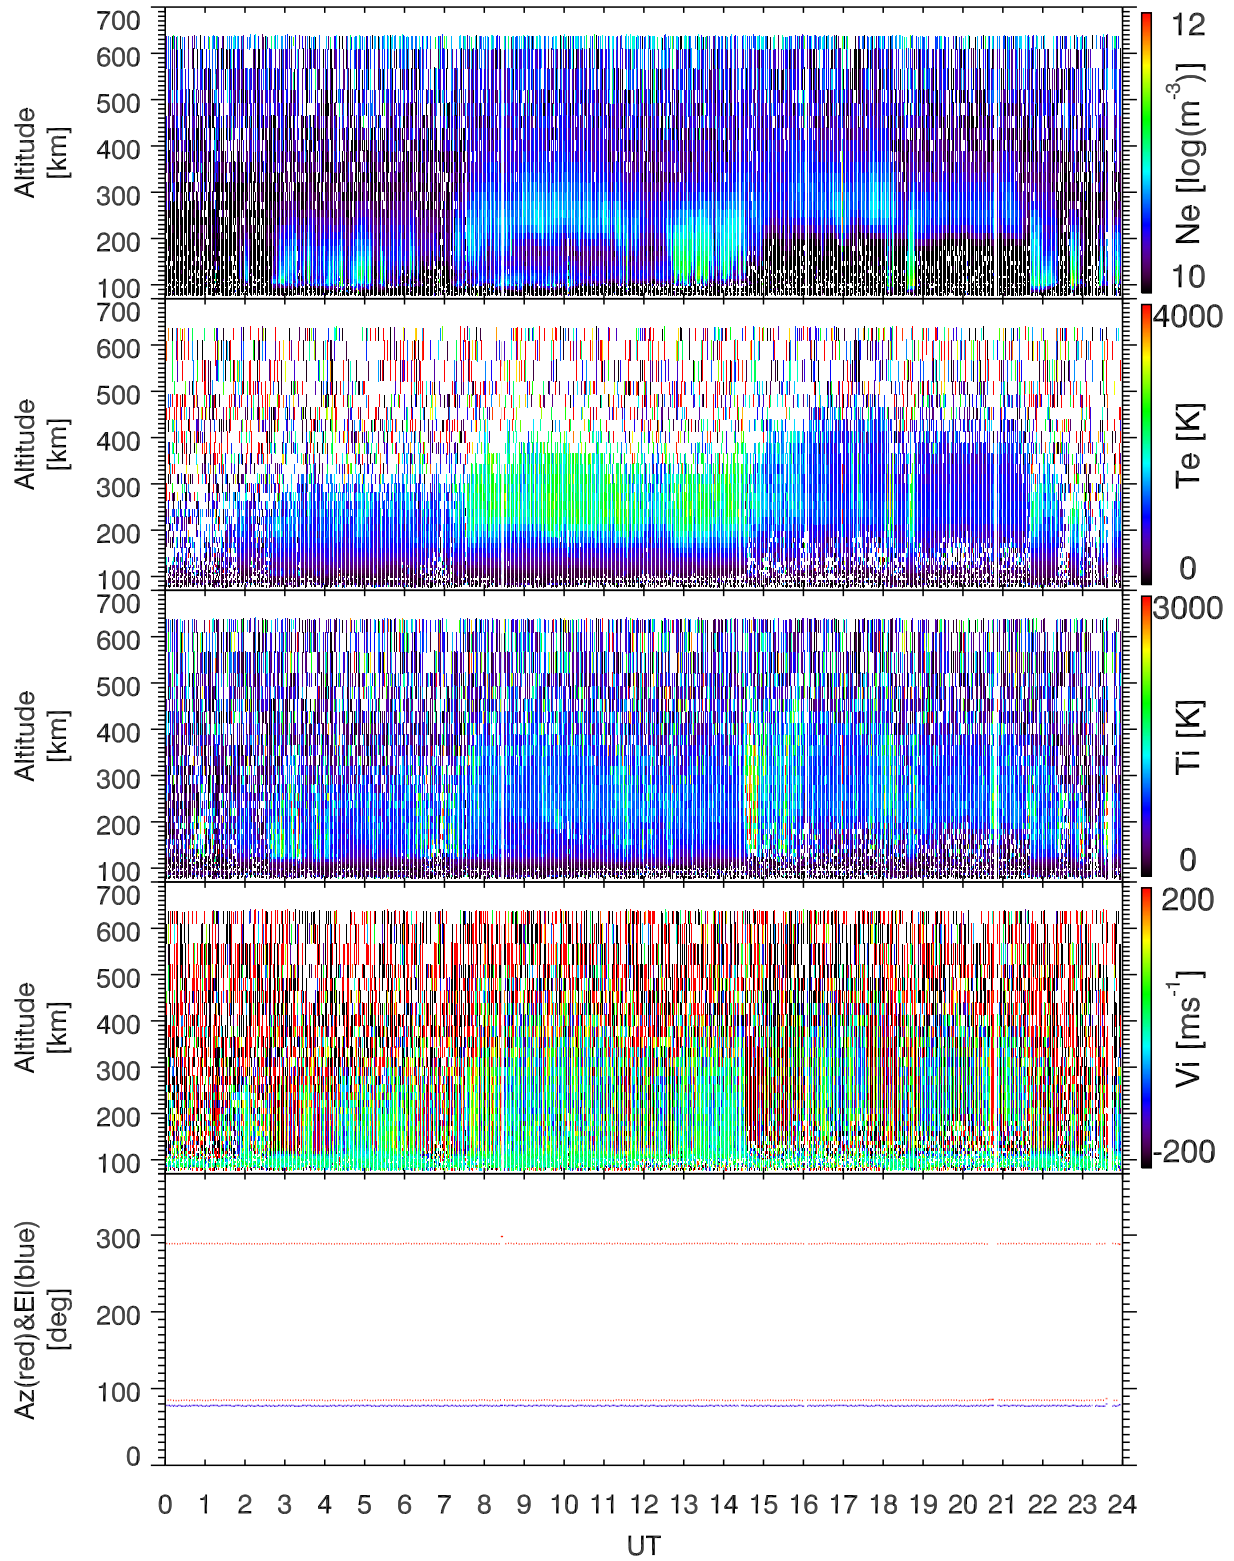 700
600
500
400
300
200
100
Altitude
[km]
12
10
Ne [log(m⁻³)]
700
600
500
400
300
200
100
Altitude
[km]
4000
0
Te [K]
700
600
500
400
300
200
100
Altitude
[km]
3000
0
Ti [K]
700
600
500
400
300
200
100
Altitude
[km]
200
-200
Vi [ms⁻¹]
300
200
100
0
Az(red)&El(blue)
[deg]
0 1 2 3 4 5 6 7 8 9 10 11 12 13 14 15 16 17 18 19 20 21 22 23 24
UT